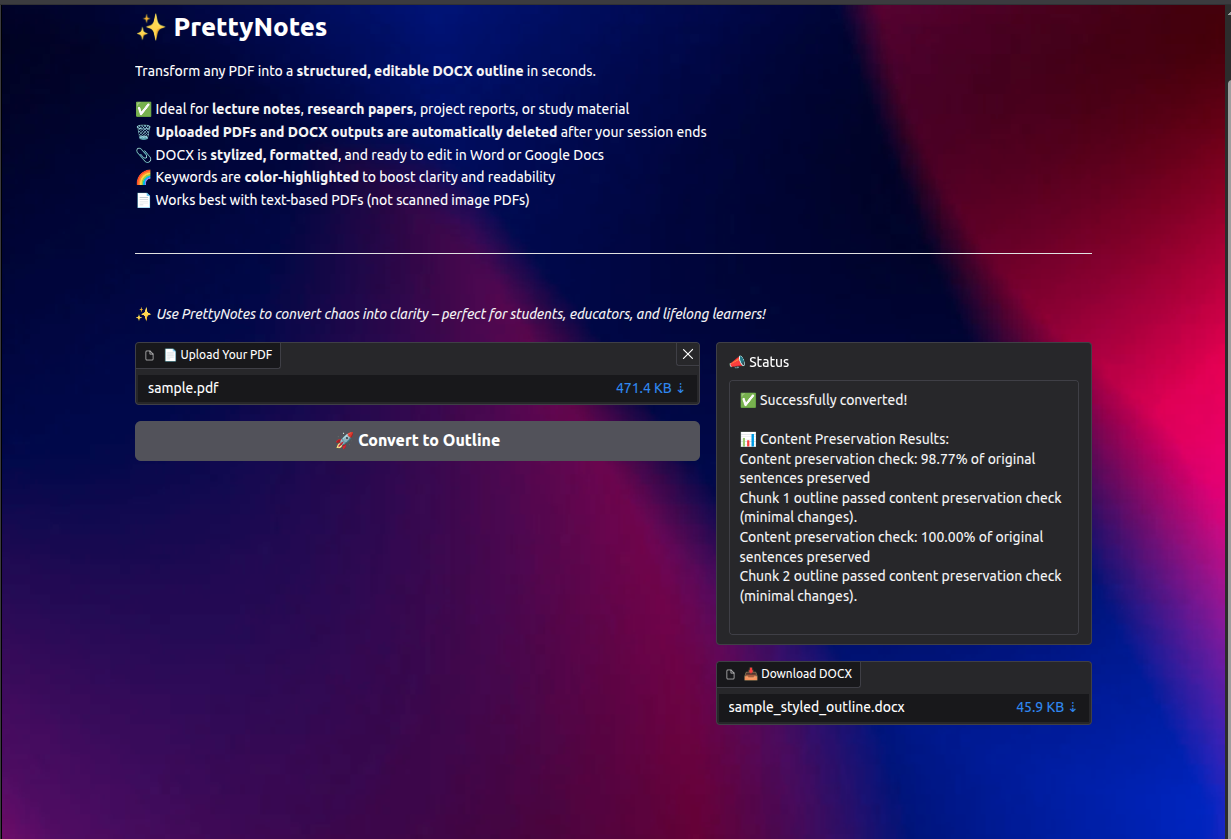 ✨ PrettyNotes
Transform any PDF into a structured, editable DOCX outline in seconds.
✅ Ideal for lecture notes, research papers, project reports, or study material
🗑️ Uploaded PDFs and DOCX outputs are automatically deleted after your session ends
📎 DOCX is stylized, formatted, and ready to edit in Word or Google Docs
🌈 Keywords are color-highlighted to boost clarity and readability
📄 Works best with text-based PDFs (not scanned image PDFs)
✨ Use PrettyNotes to convert chaos into clarity – perfect for students, educators, and lifelong learners!
📄 Upload Your PDF
sample.pdf 471.4 KB ⇣
🚀 Convert to Outline
📣 Status
✅ Successfully converted!
📊 Content Preservation Results:
Content preservation check: 98.77% of original
sentences preserved
Chunk 1 outline passed content preservation check
(minimal changes).
Content preservation check: 100.00% of original
sentences preserved
Chunk 2 outline passed content preservation check
(minimal changes).
📥 Download DOCX
sample_styled_outline.docx 45.9 KB ⇣